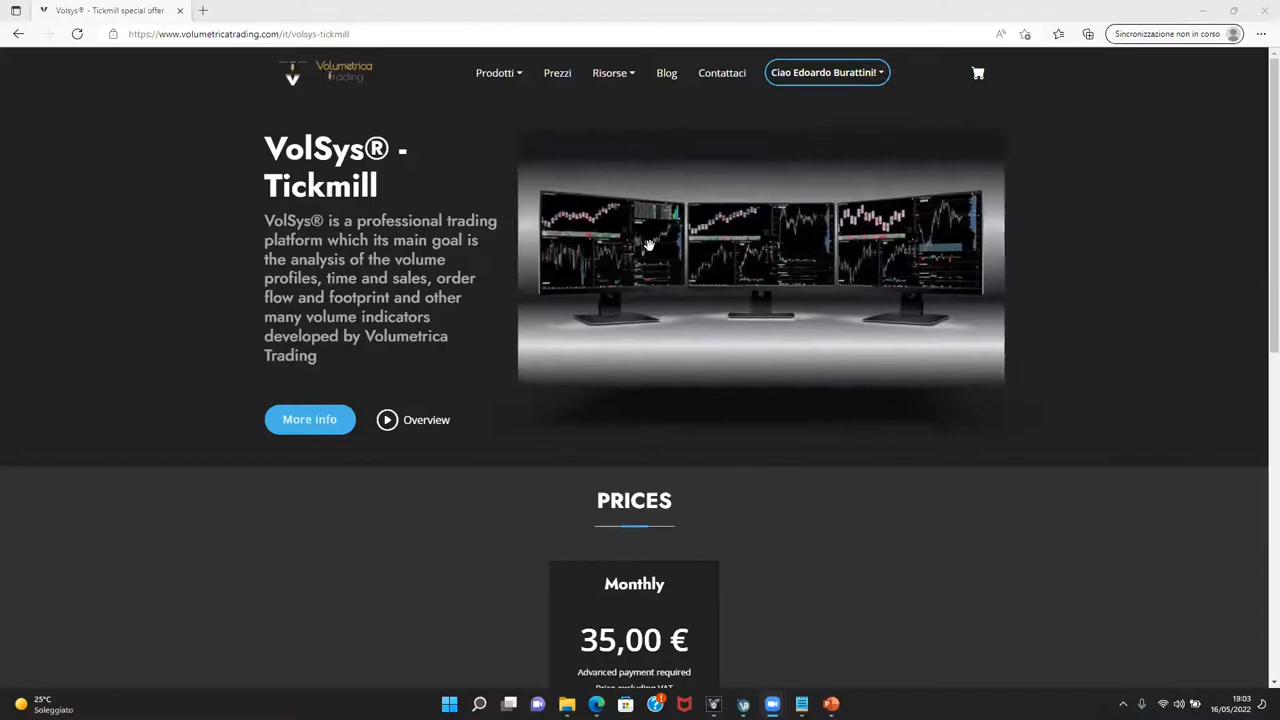 Volsys® - Tickmill special offer
https://www.volumetricatrading.com/it/volsys-tickmill
Sincronizzazione non in corso
Volumetrica
Trading
Prodotti
Prezzi
Risorse
Blog
Contattaci
Ciao Edoardo Burattini!
VolSys® -
Tickmill
VolSys® is a professional trading
platform which its main goal is
the analysis of the volume
profiles, time and sales, order
flow and footprint and other
many volume indicators
developed by Volumetrica
Trading
More info
Overview
PRICES
Monthly
35,00 €
Advanced payment required
Price excluding VAT
25°C
Soleggiato
19:03
16/05/2022